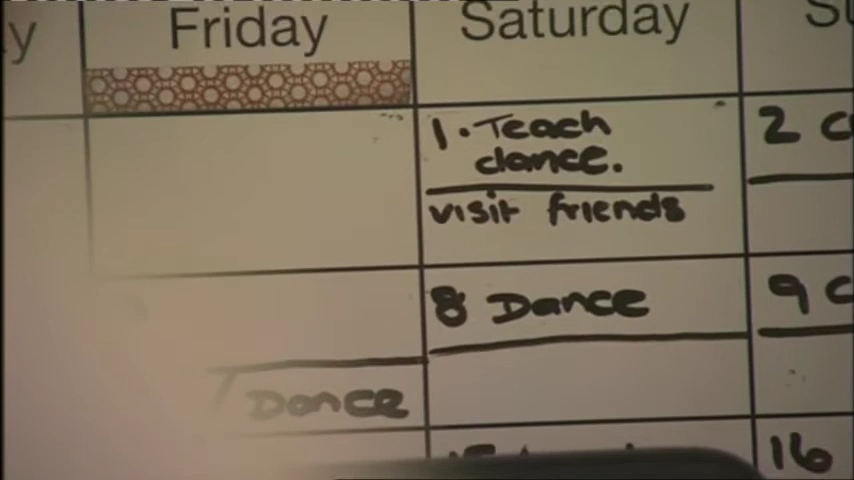 Friday
Saturday
1. Teach
dance.
visit friends
2
8 Dance
9
Dance
16